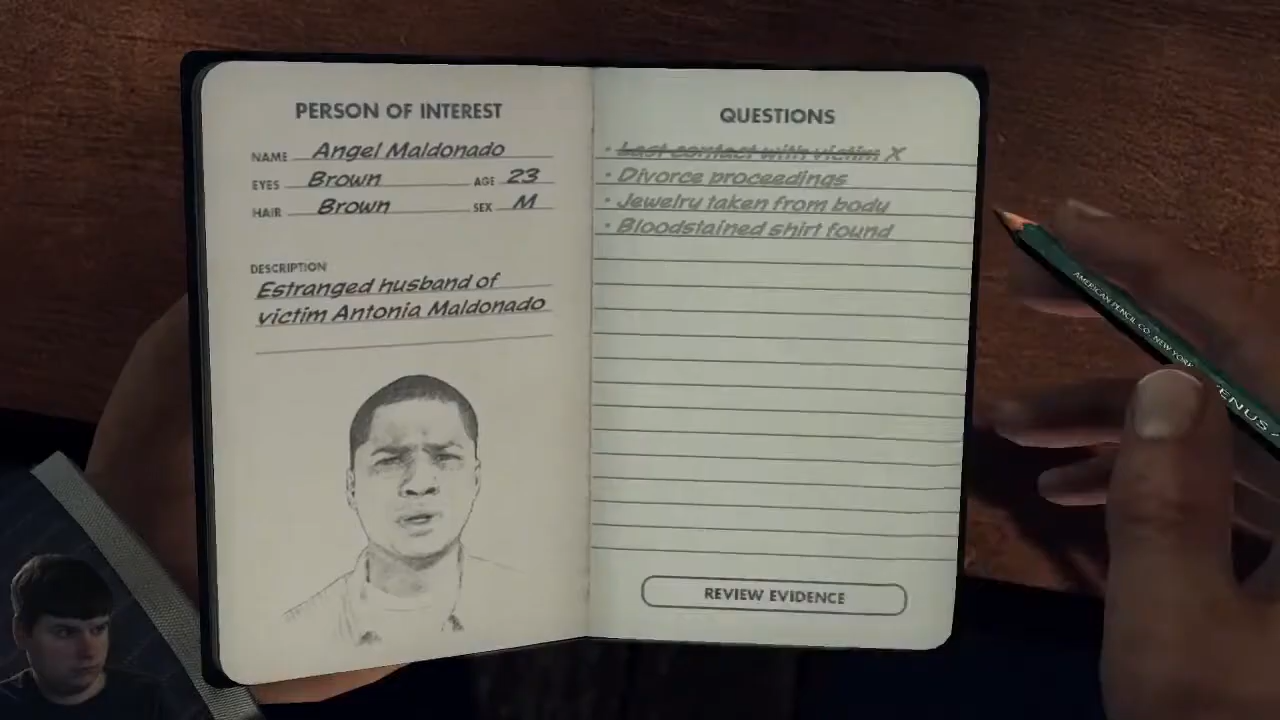 PERSON OF INTEREST
NAME Angel Maldonado
EYES Brown AGE 23
HAIR Brown SEX M
DESCRIPTION
Estranged husband of
victim Antonia Maldonado
QUESTIONS
• Last contact with victim X
• Divorce proceedings
• Jewelry taken from body
• Bloodstained shirt found
REVIEW EVIDENCE
AMERICAN PENCIL CO. NEW YORK